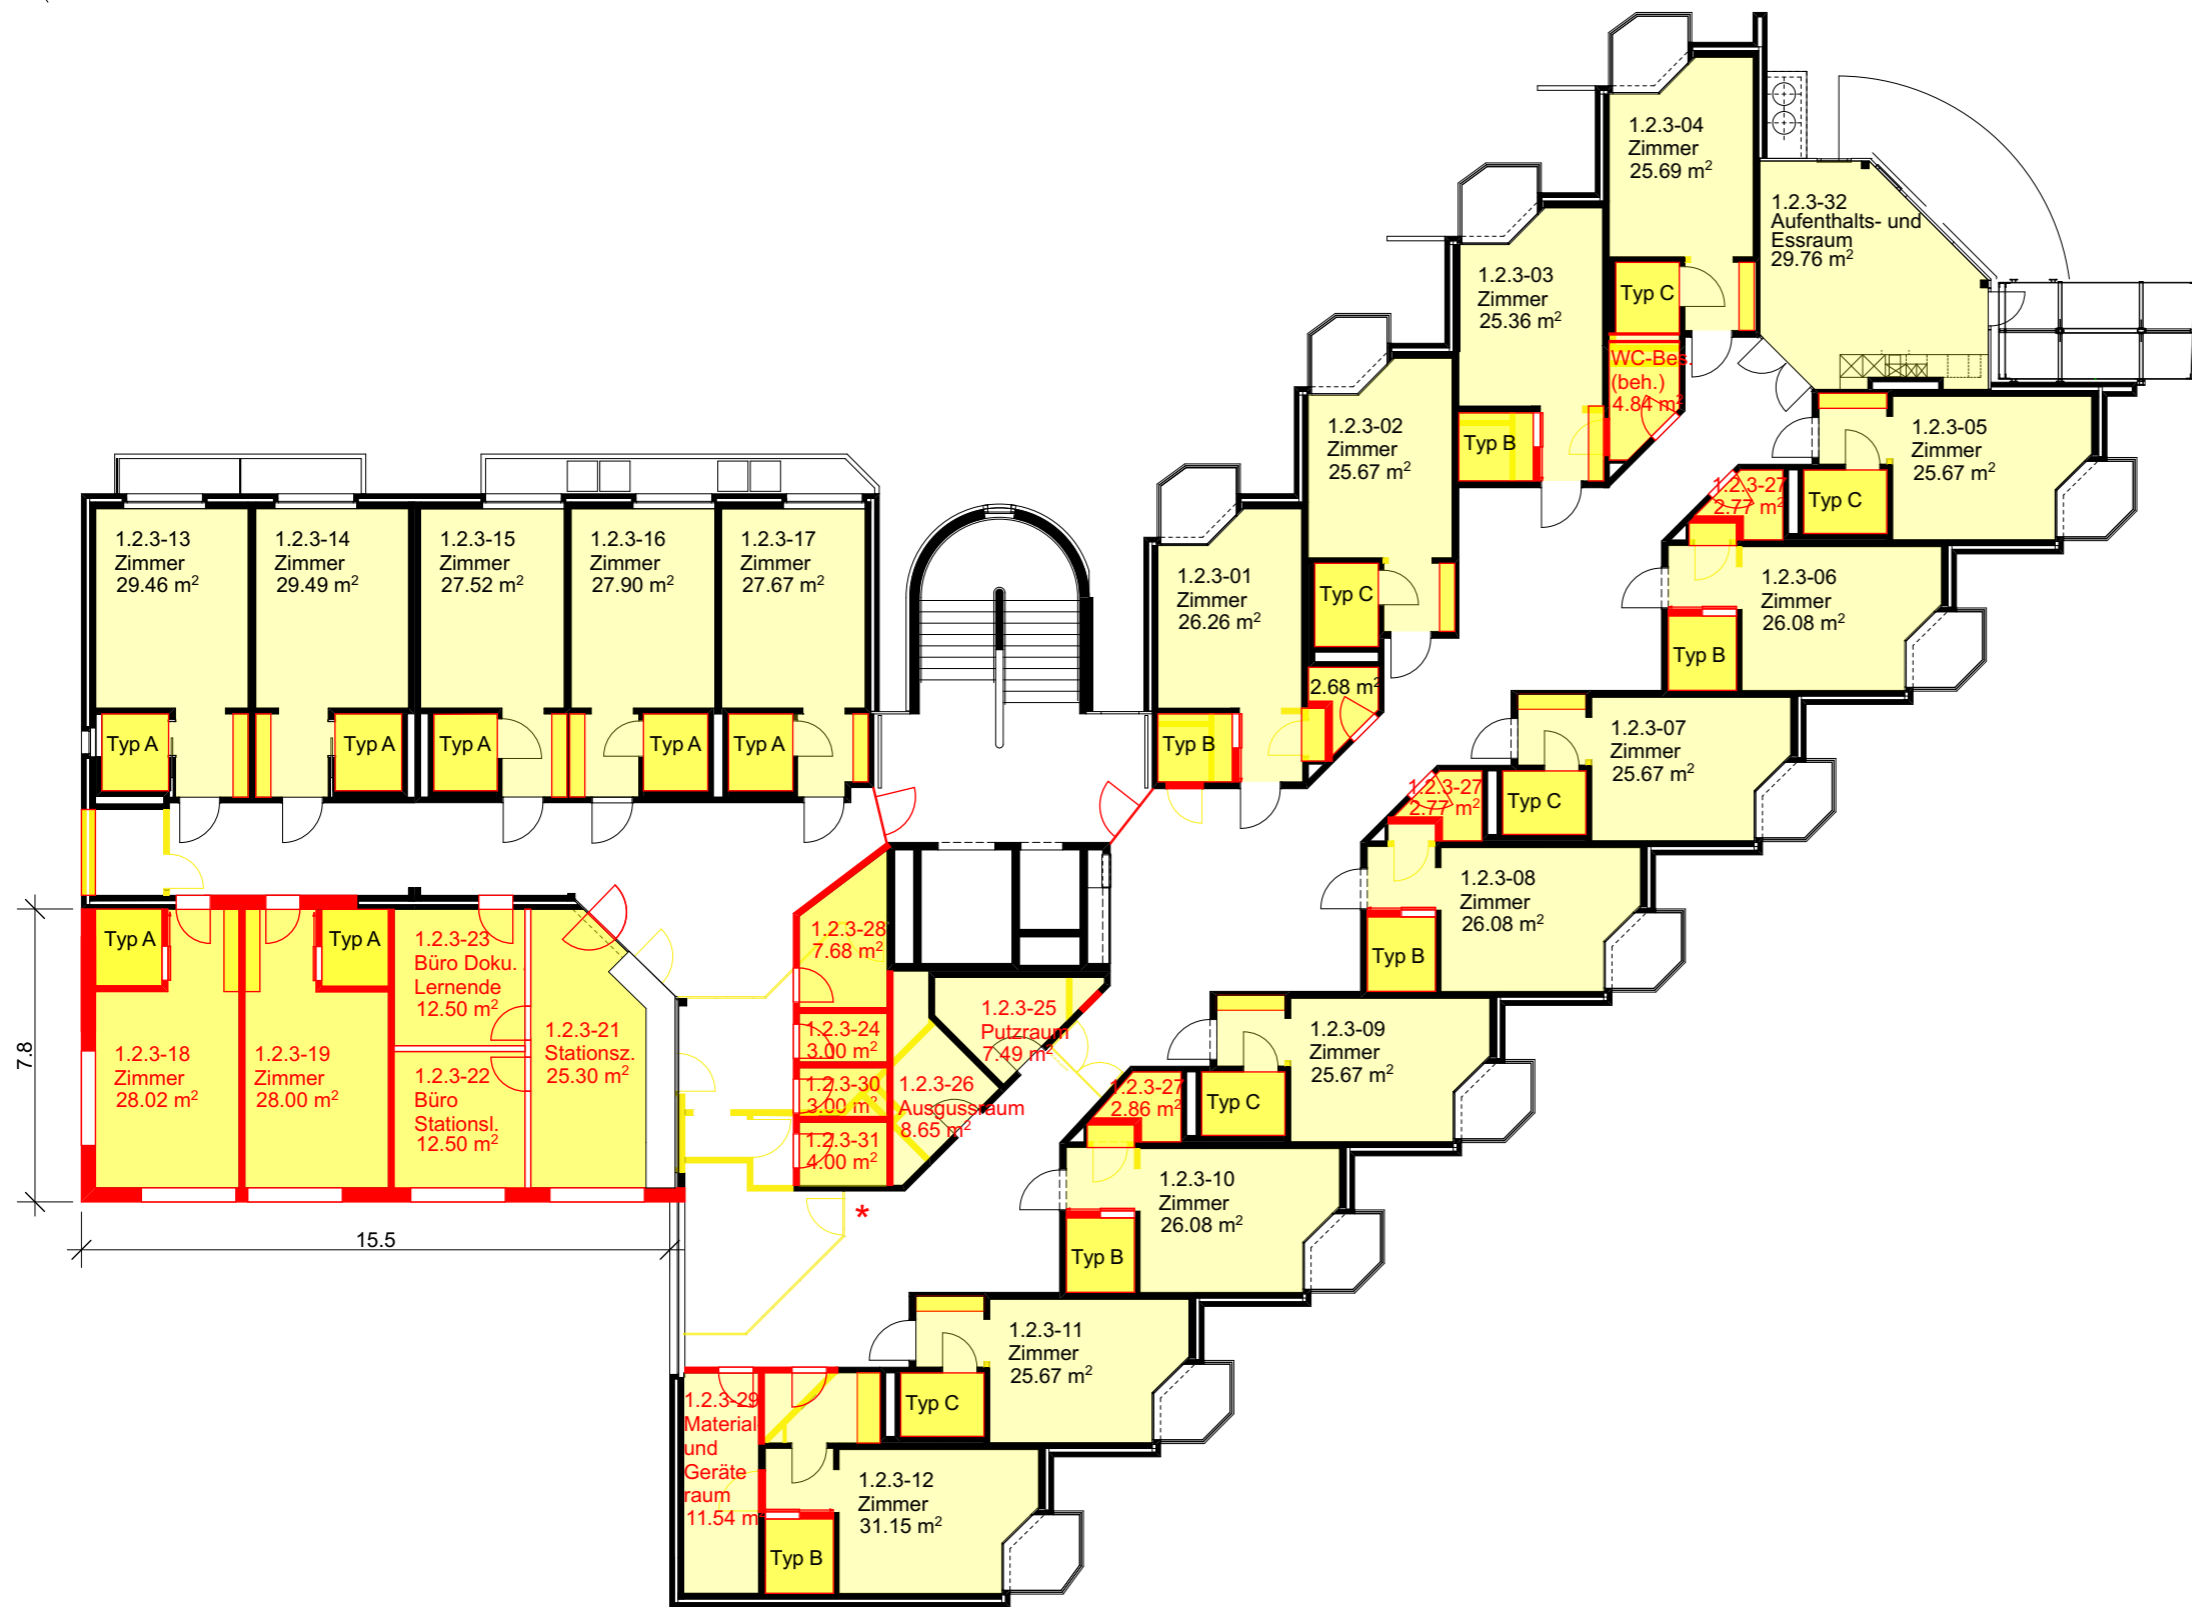 1.2.3-04
Zimmer
25.69 m²
1.2.3-32
Aufenthalts- und
Essraum
29.76 m²
1.2.3-03
Zimmer
25.36 m²
Typ C
WC-Bes.
(beh.)
4.84 m²
1.2.3-02
Zimmer
25.67 m²
Typ B
1.2.3-05
Zimmer
25.67 m²
Typ C
1.2.3-27
2.77 m²
1.2.3-13
Zimmer
29.46 m²
1.2.3-14
Zimmer
29.49 m²
1.2.3-15
Zimmer
27.52 m²
1.2.3-16
Zimmer
27.90 m²
1.2.3-17
Zimmer
27.67 m²
1.2.3-01
Zimmer
26.26 m²
Typ C
1.2.3-06
Zimmer
26.08 m²
Typ B
2.68 m²
Typ A
Typ A
Typ A
Typ A
Typ A
Typ B
1.2.3-07
Zimmer
25.67 m²
Typ C
1.2.3-27
2.77 m²
1.2.3-08
Zimmer
26.08 m²
Typ B
Typ A
Typ A
1.2.3-23
Büro Doku.
Lernende
12.50 m²
1.2.3-28
7.68 m²
1.2.3-25
Putzraum
7.49 m²
1.2.3-09
Zimmer
25.67 m²
Typ C
7.8
1.2.3-18
Zimmer
28.02 m²
1.2.3-19
Zimmer
28.00 m²
1.2.3-22
Büro
Stationsl.
12.50 m²
1.2.3-21
Stationsz.
25.30 m²
1.2.3-24
3.00 m²
1.2.3-30
3.00 m²
1.2.3-31
4.00 m²
1.2.3-26
Ausgussraum
8.65 m²
1.2.3-27
2.86 m²
1.2.3-10
Zimmer
26.08 m²
Typ B
*
15.5
1.2.3-11
Zimmer
25.67 m²
Typ C
1.2.3-29
Material
und
Geräte
raum
11.54 m
1.2.3-12
Zimmer
31.15 m²
Typ B